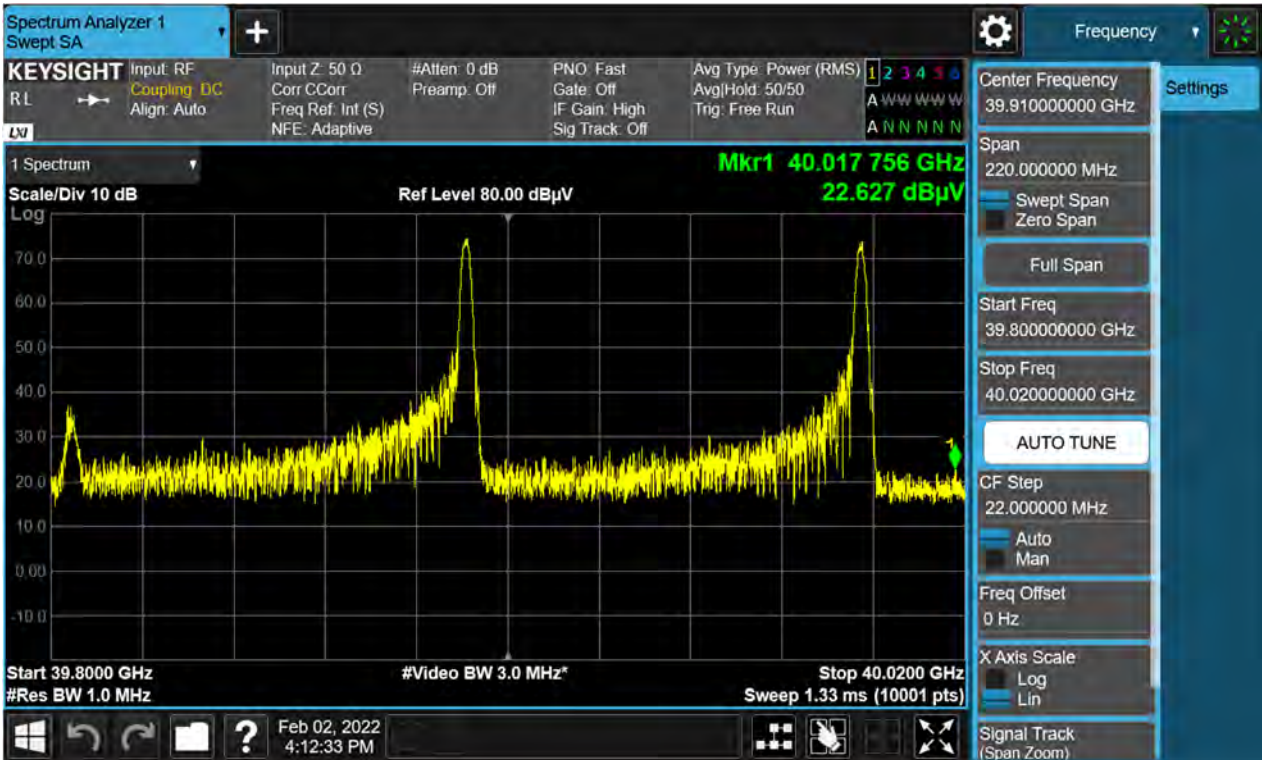 Spectrum Analyzer 1
Swept SA
+
Frequency
KEYSIGHT
R L
LXI
Input: RF
Coupling: DC
Align: Auto
Input Z: 50 Ω
Corr CCorr
Freq Ref: Int (S)
NFE: Adaptive
#Atten: 0 dB
Preamp: Off
PNO: Fast
Gate: Off
IF Gain: High
Sig Track: Off
Avg Type: Power (RMS)
Avg|Hold: 50/50
Trig: Free Run
1 2 3 4 5 6
A W W W W W
A N N N N N
1 Spectrum
Mkr1 40.017 756 GHz
Scale/Div 10 dB
Ref Level 80.00 dBµV
22.627 dBµV
Log
70.0
60.0
50.0
40.0
30.0
20.0
10.0
0.00
-10.0
1
Start 39.8000 GHz
#Video BW 3.0 MHz*
Stop 40.0200 GHz
#Res BW 1.0 MHz
Sweep 1.33 ms (10001 pts)
?
Feb 02, 2022
4:12:33 PM
Center Frequency
39.910000000 GHz
Settings
Span
220.000000 MHz
Swept Span
Zero Span
Full Span
Start Freq
39.800000000 GHz
Stop Freq
40.020000000 GHz
AUTO TUNE
CF Step
22.000000 MHz
Auto
Man
Freq Offset
0 Hz
X Axis Scale
Log
Lin
Signal Track
(Span Zoom)